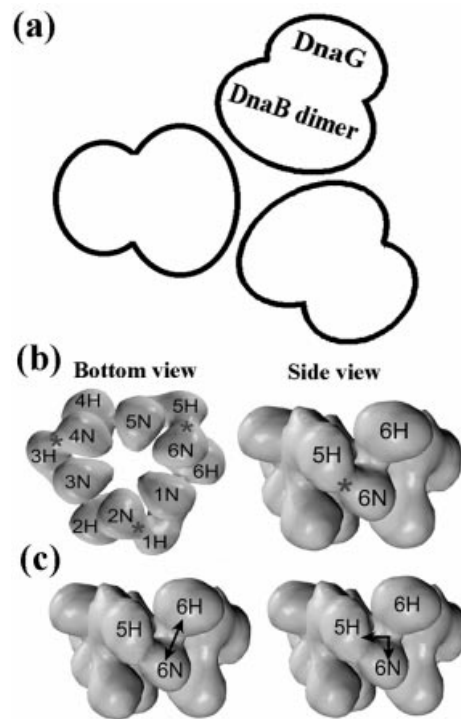 (a)
DnaG
DnaB dimer
(b)
Bottom view
Side view
4H
5N
5H
4N
*
3H
*
6N
6H
3N
1N
2N
2H
*
1H
6H
5H
*
6N
(c)
6H
5H
6N
6H
5H
6N